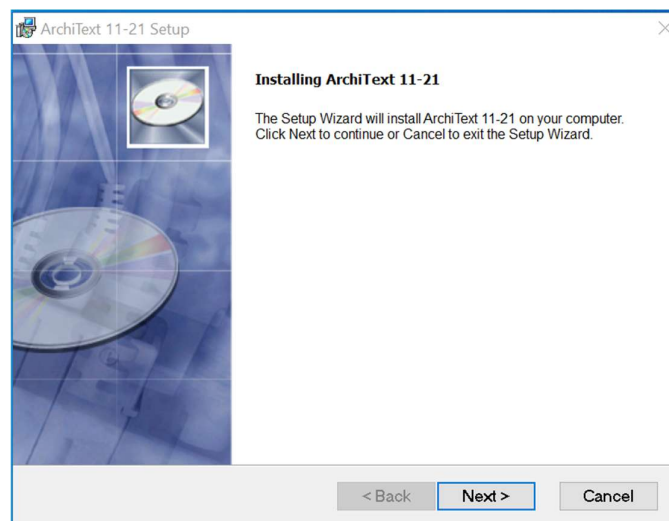 ArchiText 11-21 Setup
Installing ArchiText 11-21
The Setup Wizard will install ArchiText 11-21 on your computer.
Click Next to continue or Cancel to exit the Setup Wizard.
< Back Next > Cancel